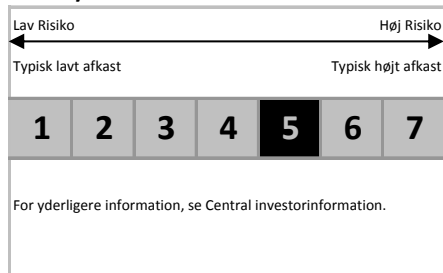 Lav Risiko Høj Risiko
Typisk lavt afkast Typisk højt afkast
1 2 3 4 5 6 7
For yderligere information, se Central investorinformation.